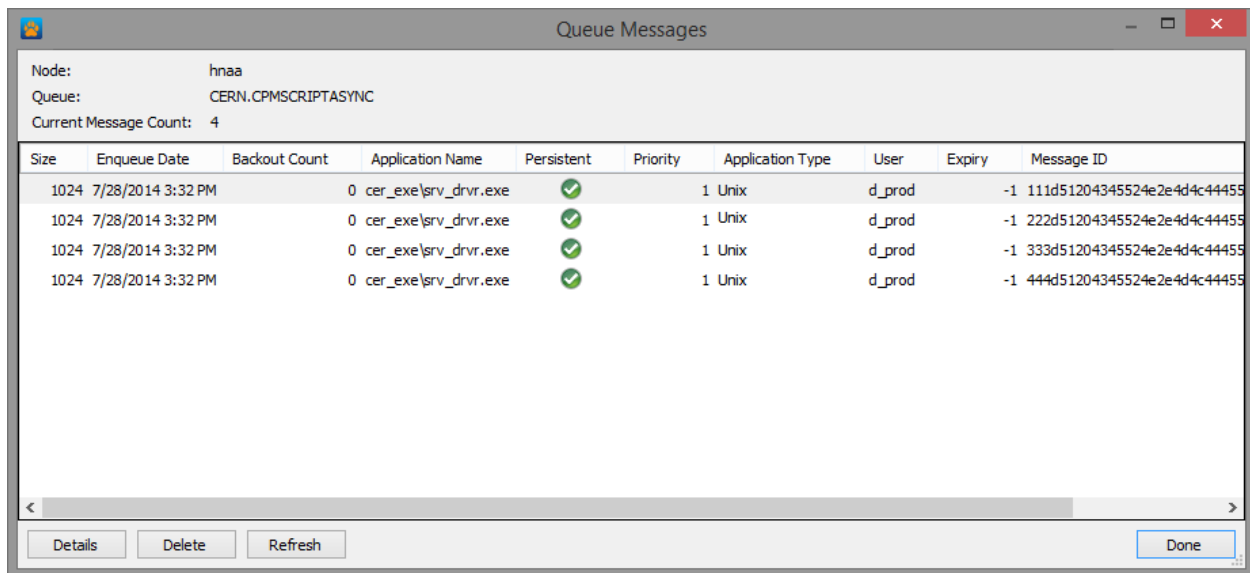 Queue Messages
Node: hnaa
Queue: CERN.CPMSCRIPTASYNC
Current Message Count: 4
Size Enqueue Date Backout Count Application Name Persistent Priority Application Type User Expiry Message ID
1024 7/28/2014 3:32 PM 0 cer_exe\srv_drvr.exe 1 Unix d_prod -1 111d51204345524e2e4d4c44455
1024 7/28/2014 3:32 PM 0 cer_exe\srv_drvr.exe 1 Unix d_prod -1 222d51204345524e2e4d4c44455
1024 7/28/2014 3:32 PM 0 cer_exe\srv_drvr.exe 1 Unix d_prod -1 333d51204345524e2e4d4c44455
1024 7/28/2014 3:32 PM 0 cer_exe\srv_drvr.exe 1 Unix d_prod -1 444d51204345524e2e4d4c44455
Details Delete Refresh Done